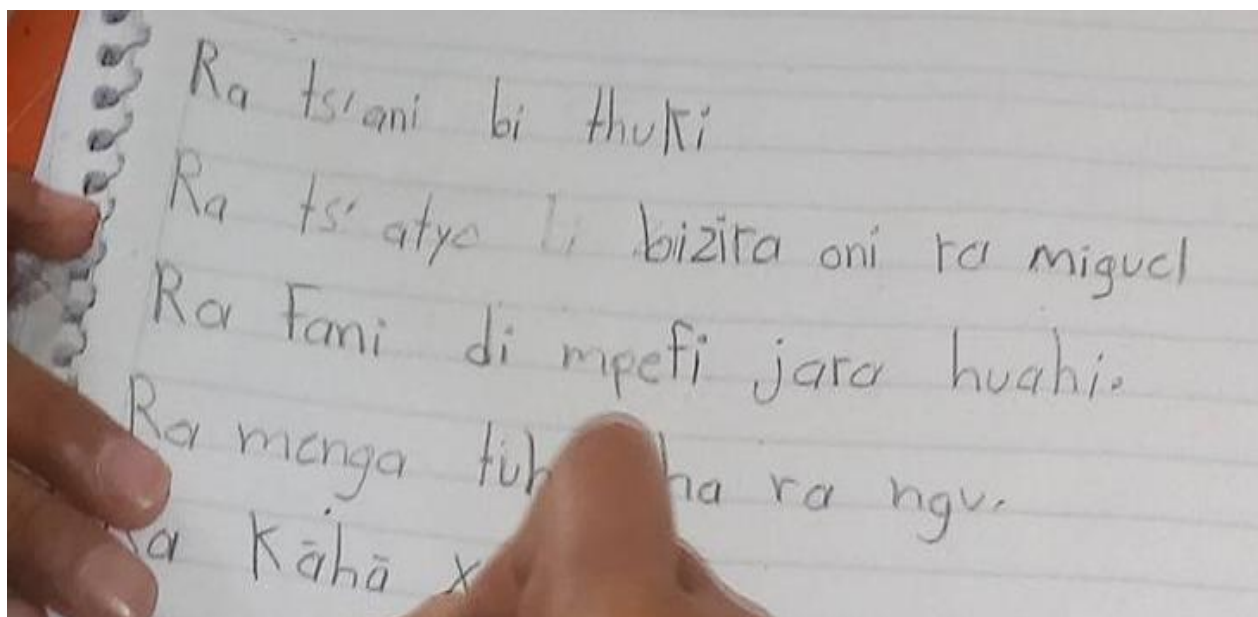 Ra ts'ani bi thuki
Ra ts'atyo bizira oni ra miguel
Ra Fani di mpefi jara huahi.
Ra menga ra ngu.
Kähä